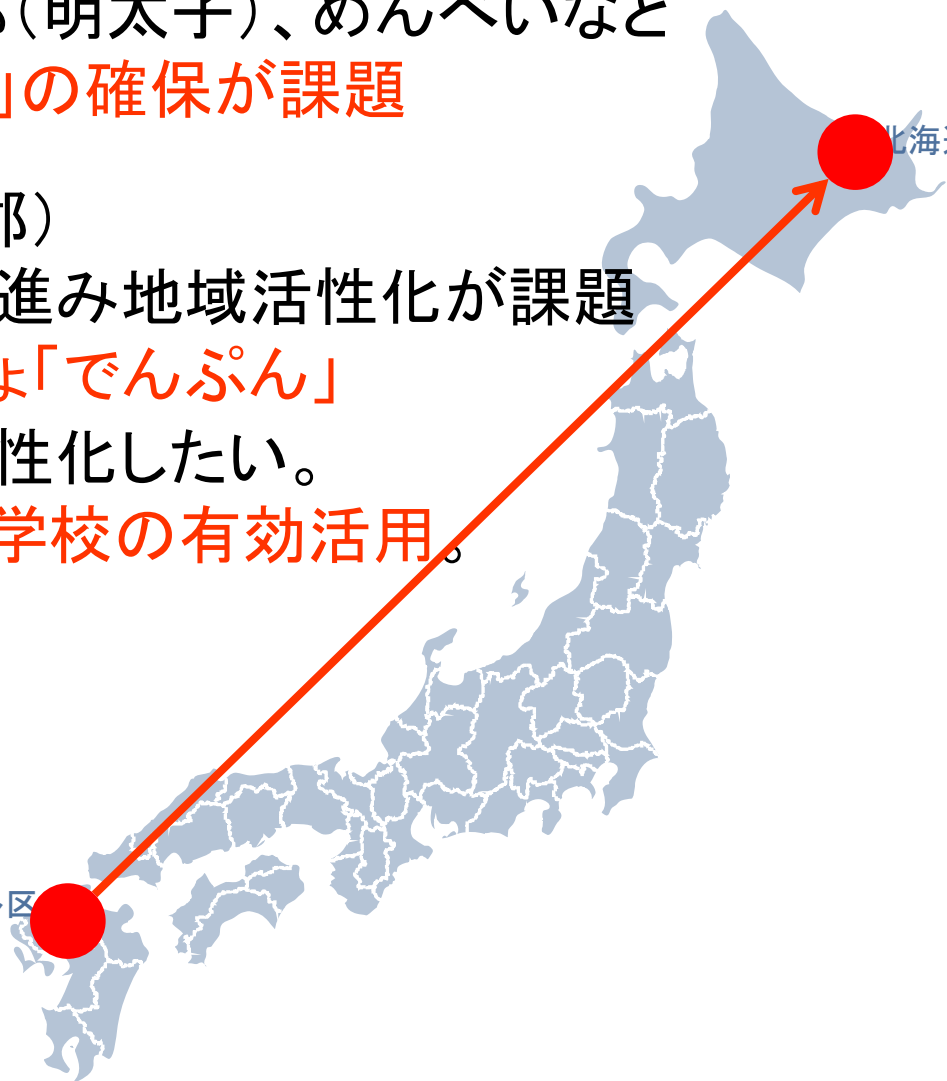 （明太子）、めんべいなど
」の確保が課題
北海道
郡）
進み地域活性化が課題
ょ「でんぷん」
性化したい。
学校の有効活用。
区